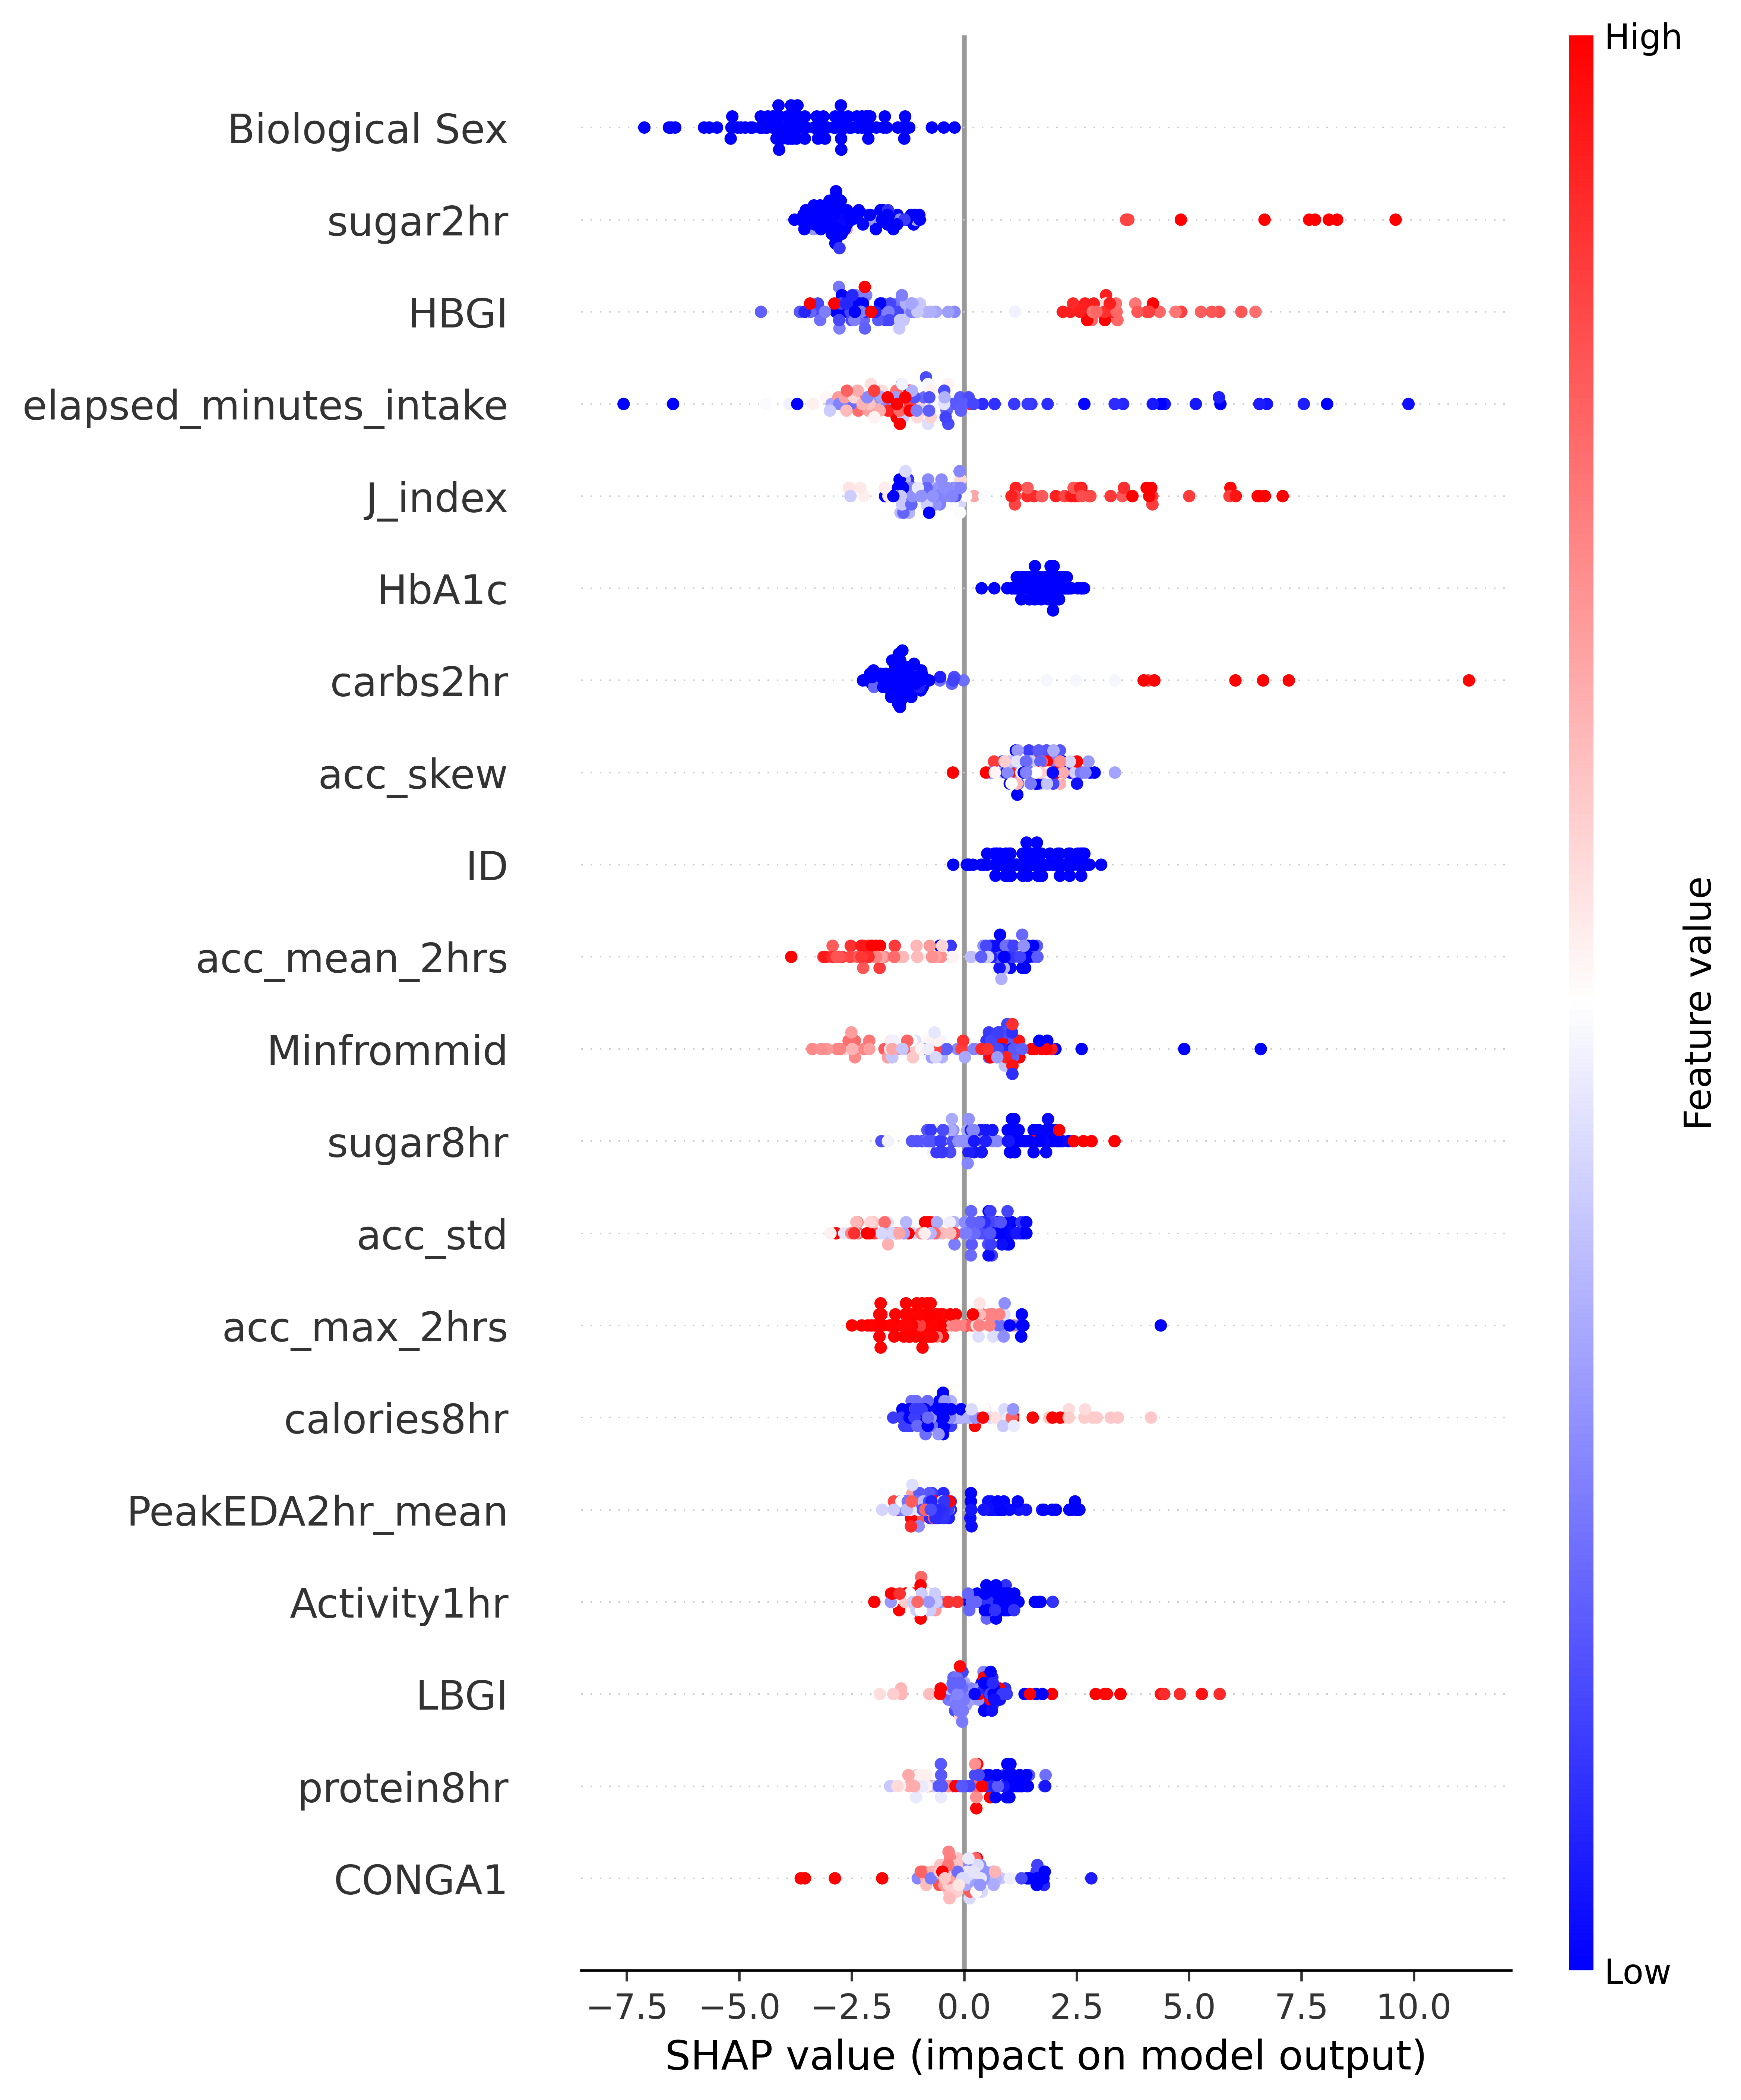 High
Biological Sex
sugar2hr
HBGI
elapsed_minutes_intake
J_index
HbA1c
carbs2hr
acc_skew
ID
acc_mean_2hrs
Minfrommid
sugar8hr
acc_std
acc_max_2hrs
calories8hr
PeakEDA2hr_mean
Activity1hr
LBGI
protein8hr
CONGA1
Feature value
Low
−7.5 −5.0 −2.5 0.0 2.5 5.0 7.5 10.0
SHAP value (impact on model output)